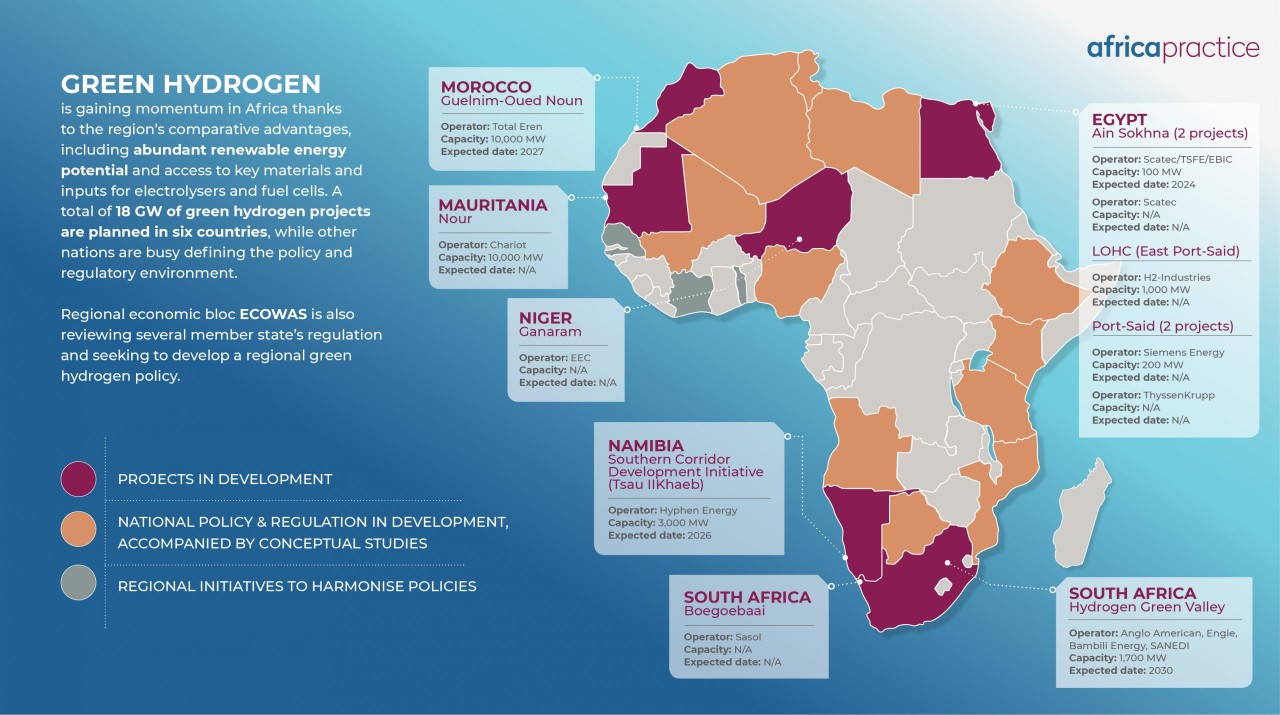 africapractice
GREEN HYDROGEN
is gaining momentum in Africa thanks
to the region’s comparative advantages,
including abundant renewable energy
potential and access to key materials and
inputs for electrolysers and fuel cells. A
total of 18 GW of green hydrogen projects
are planned in six countries, while other
nations are busy defining the policy and
regulatory environment.
Regional economic bloc ECOWAS is also
reviewing several member state’s regulation
and seeking to develop a regional green
hydrogen policy.
PROJECTS IN DEVELOPMENT
NATIONAL POLICY & REGULATION IN DEVELOPMENT,
ACCOMPANIED BY CONCEPTUAL STUDIES
REGIONAL INITIATIVES TO HARMONISE POLICIES
MOROCCO
Guelnim-Oued Noun
Operator: Total Eren
Capacity: 10,000 MW
Expected date: 2027
MAURITANIA
Nour
Operator: Chariot
Capacity: 10,000 MW
Expected date: N/A
NIGER
Ganaram
Operator: EEC
Capacity: N/A
Expected date: N/A
NAMIBIA
Southern Corridor
Development Initiative
(Tsau IIKhaeb)
Operator: Hyphen Energy
Capacity: 3,000 MW
Expected date: 2026
SOUTH AFRICA
Boegoebaai
Operator: Sasol
Capacity: N/A
Expected date: N/A
EGYPT
Ain Sokhna (2 projects)
Operator: Scatec/TSFE/EBIC
Capacity: 100 MW
Expected date: 2024
Operator: Scatec
Capacity: N/A
Expected date: N/A
LOHC (East Port-Said)
Operator: H2-Industries
Capacity: 1,000 MW
Expected date: N/A
Port-Said (2 projects)
Operator: Siemens Energy
Capacity: 200 MW
Expected date: N/A
Operator: ThyssenKrupp
Capacity: N/A
Expected date: N/A
SOUTH AFRICA
Hydrogen Green Valley
Operator: Anglo American, Engie,
Bambill Energy, SANEDI
Capacity: 1,700 MW
Expected date: 2030